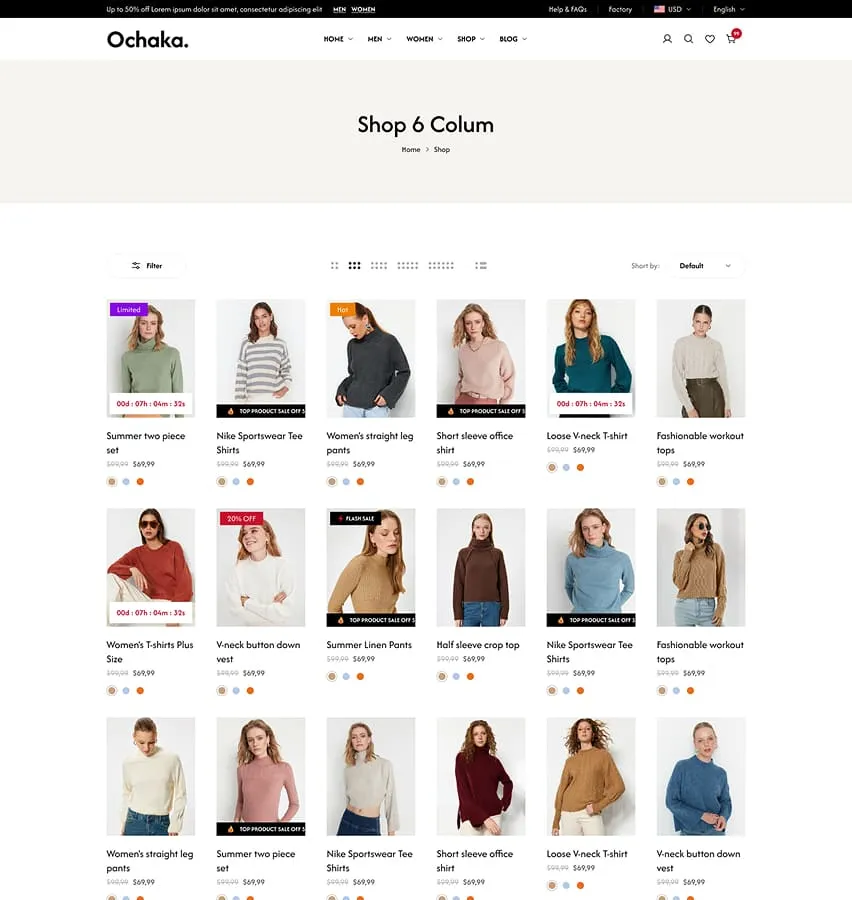 Up to 50% off Lorem ipsum dolor sit amet, consectetur adipiscing elit MEN WOMEN Help & FAQs Factory USD English
Ochaka. HOME MEN WOMEN SHOP BLOG 99
Shop 6 Colum
Home > Shop
Filter Short by: Default
Limited
Hot
00d : 07h : 04m : 32s
TOP PRODUCT SALE OFF 5
TOP PRODUCT SALE OFF 5
00d : 07h : 04m : 32s
Summer two piece set
$99,99 $69,99
Nike Sportswear Tee Shirts
$99,99 $69,99
Women's straight leg pants
$99,99 $69,99
Short sleeve office shirt
$99,99 $69,99
Loose V-neck T-shirt
$99,99 $69,99
Fashionable workout tops
$99,99 $69,99
20% OFF
FLASH SALE
00d : 07h : 04m : 32s
TOP PRODUCT SALE OFF 5
TOP PRODUCT SALE OFF 5
Women's T-shirts Plus Size
$99,99 $69,99
V-neck button down vest
$99,99 $69,99
Summer Linen Pants
$99,99 $69,99
Half sleeve crop top
$99,99 $69,99
Nike Sportswear Tee Shirts
$99,99 $69,99
Fashionable workout tops
$99,99 $69,99
TOP PRODUCT SALE OFF 5
Women's straight leg pants
$99,99 $69,99
Summer two piece set
$99,99 $69,99
Nike Sportswear Tee Shirts
$99,99 $69,99
Short sleeve office shirt
$99,99 $69,99
Loose V-neck T-shirt
$99,99 $69,99
V-neck button down vest
$99,99 $69,99